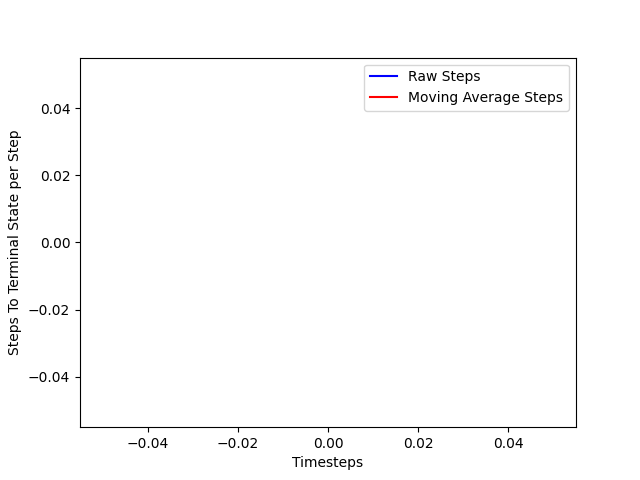 Raw Steps
Moving Average Steps
0.04
0.02
0.00
−0.02
−0.04
Steps To Terminal State per Step
−0.04 −0.02 0.00 0.02 0.04
Timesteps